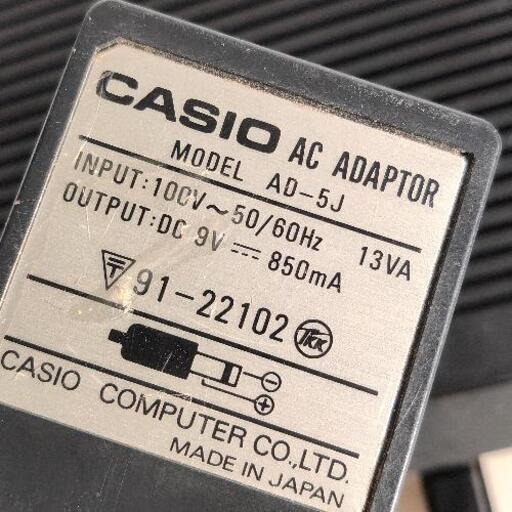 CASIO AC ADAPTOR
MODEL AD-5J
INPUT:100V~50/60Hz 13VA
OUTPUT:DC 9V⎓850mA
T 91-22102 TKK
⊖
⊕
CASIO COMPUTER CO.,LTD.
MADE IN JAPAN